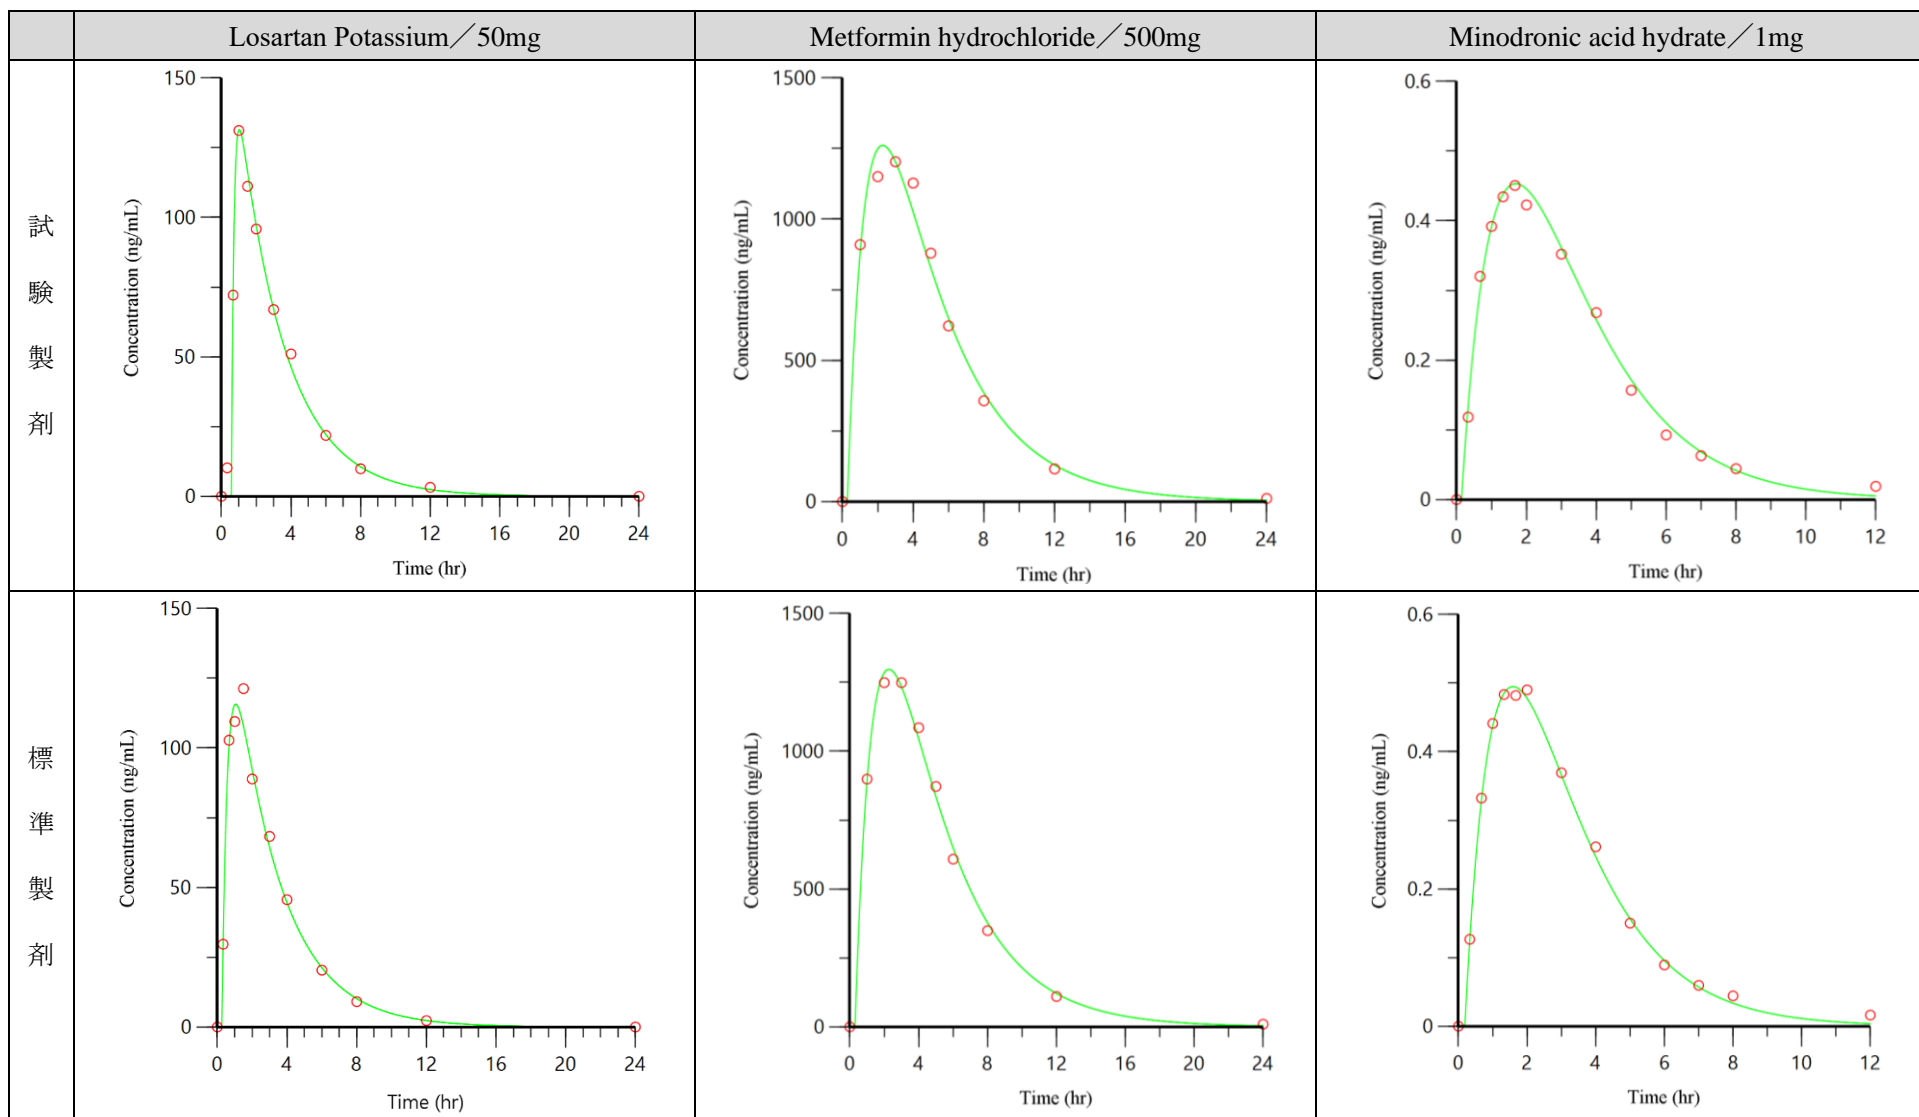 Losartan Potassium／50mg
Metformin hydrochloride／500mg
Minodronic acid hydrate／1mg
試験製剤
150
100
50
0
Concentration (ng/mL)
0 4 8 12 16 20 24
Time (hr)
1500
1000
500
0
Concentration (ng/mL)
0 4 8 12 16 20 24
Time (hr)
0.6
0.4
0.2
0
Concentration (ng/mL)
0 2 4 6 8 10 12
Time (hr)
標準製剤
150
100
50
0
Concentration (ng/mL)
0 4 8 12 16 20 24
Time (hr)
1500
1000
500
0
Concentration (ng/mL)
0 4 8 12 16 20 24
Time (hr)
0.6
0.4
0.2
0
Concentration (ng/mL)
0 2 4 6 8 10 12
Time (hr)